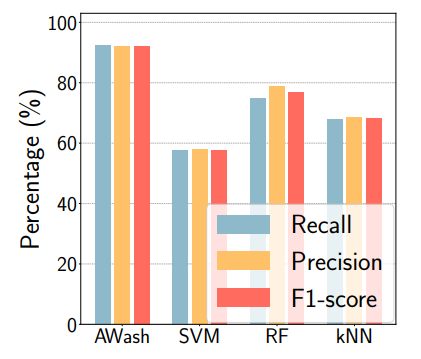 Percentage (%)
100
80
60
40
20
0
Recall
Precision
F1-score
AWash SVM RF kNN